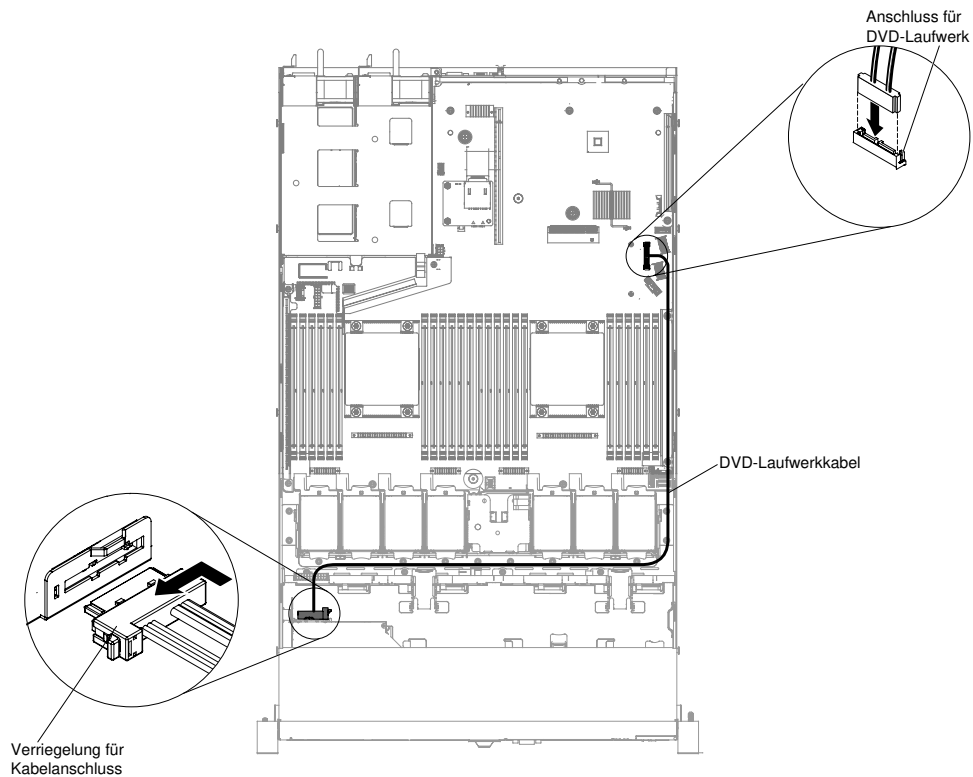 Anschluss für
DVD-Laufwerk
DVD-Laufwerkkabel
Verriegelung für
Kabelanschluss